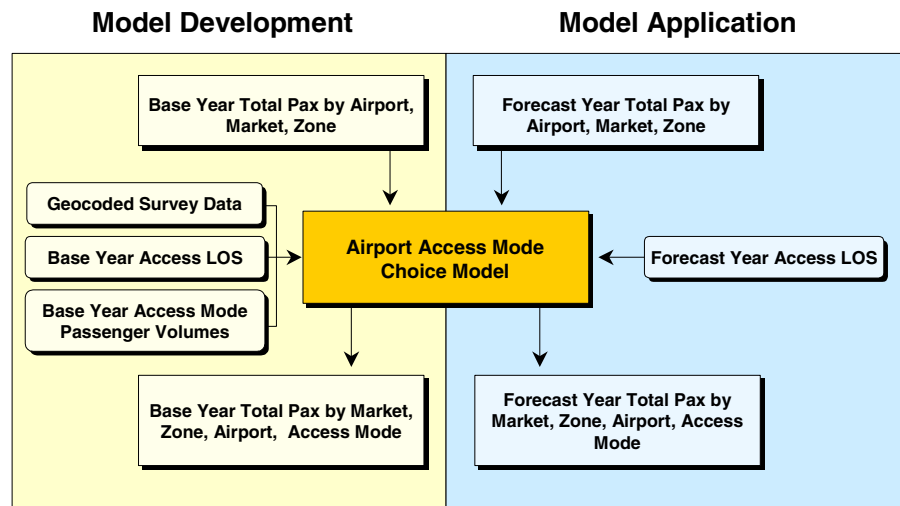 Model Development
Model Application
Base Year Total Pax by Airport,
Market, Zone
Forecast Year Total Pax by
Airport, Market, Zone
Geocoded Survey Data
Base Year Access LOS
Base Year Access Mode
Passenger Volumes
Airport Access Mode
Choice Model
Forecast Year Access LOS
Base Year Total Pax by Market,
Zone, Airport, Access Mode
Forecast Year Total Pax by
Market, Zone, Airport, Access
Mode